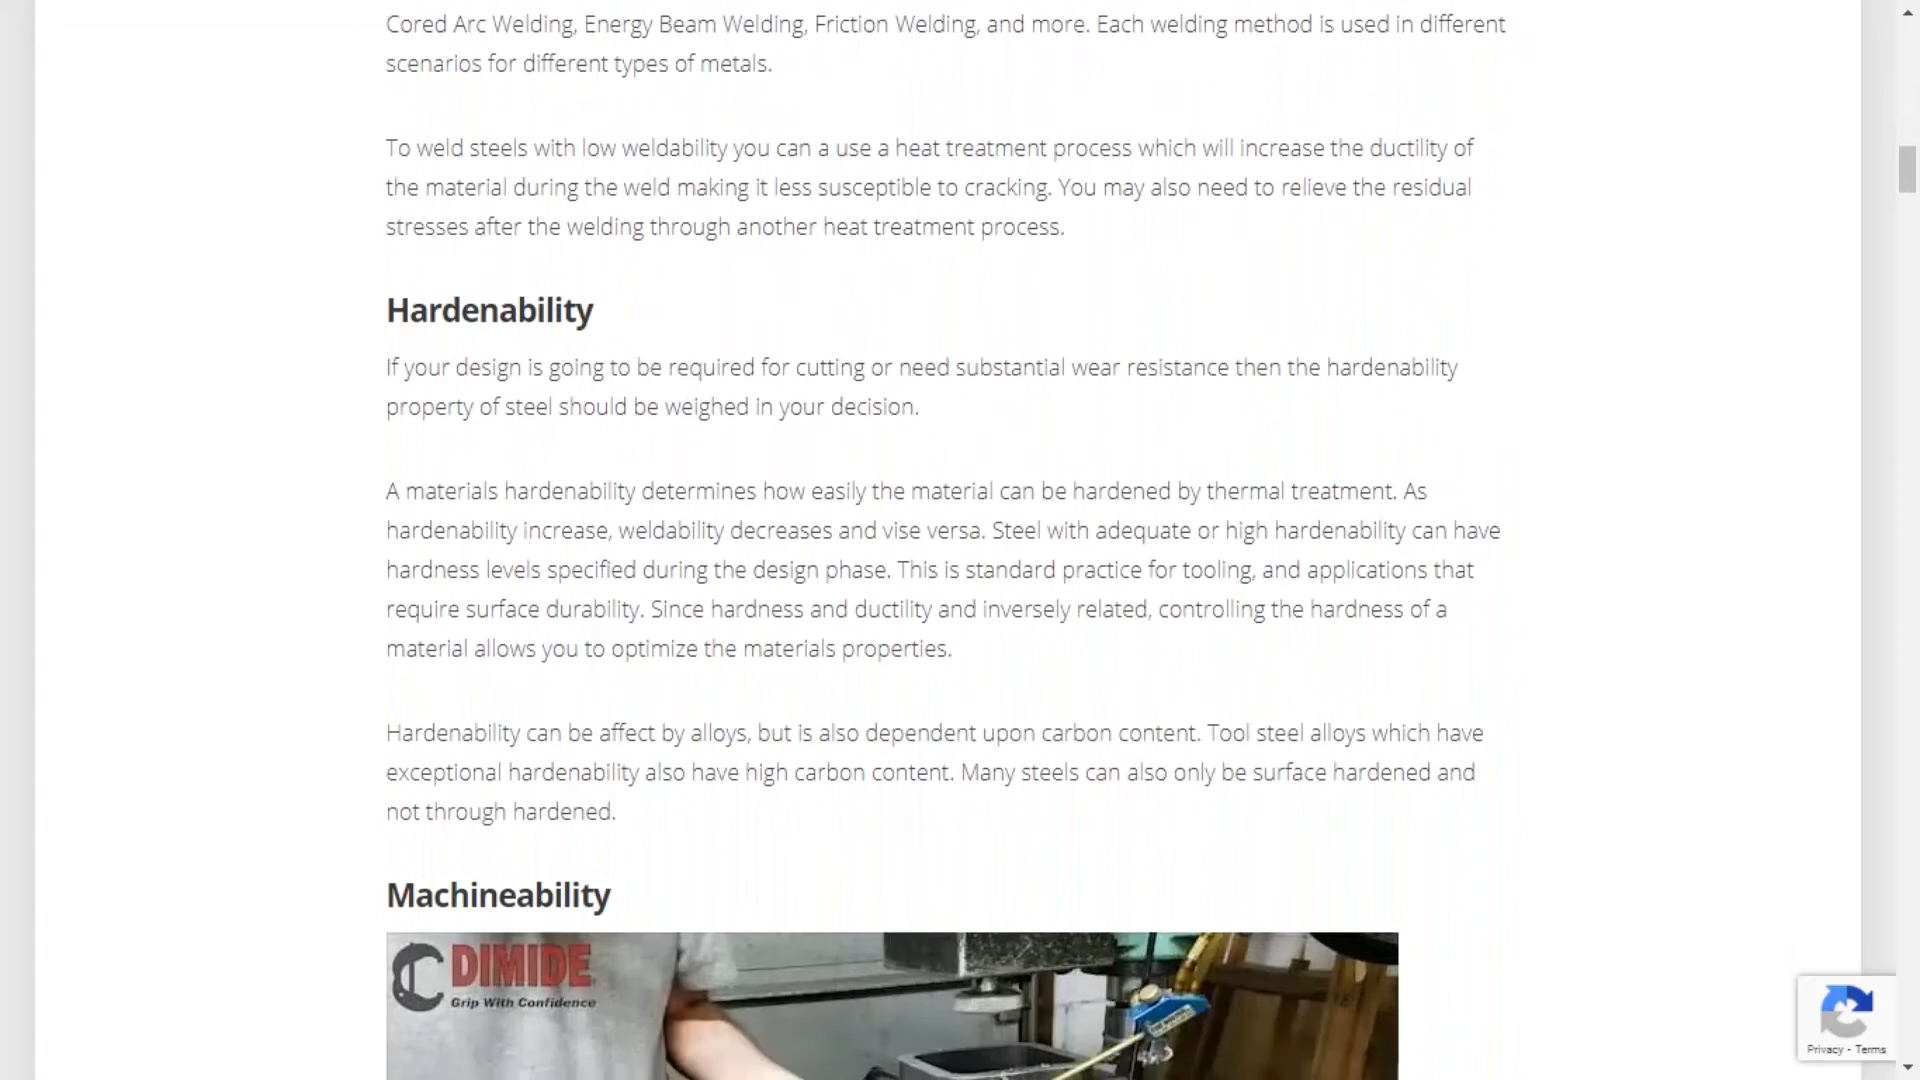 Cored Arc Welding, Energy Beam Welding, Friction Welding, and more. Each welding method is used in different
scenarios for different types of metals.
To weld steels with low weldability you can a use a heat treatment process which will increase the ductility of
the material during the weld making it less susceptible to cracking. You may also need to relieve the residual
stresses after the welding through another heat treatment process.
Hardenability
If your design is going to be required for cutting or need substantial wear resistance then the hardenability
property of steel should be weighed in your decision.
A materials hardenability determines how easily the material can be hardened by thermal treatment. As
hardenability increase, weldability decreases and vise versa. Steel with adequate or high hardenability can have
hardness levels specified during the design phase. This is standard practice for tooling, and applications that
require surface durability. Since hardness and ductility and inversely related, controlling the hardness of a
material allows you to optimize the materials properties.
Hardenability can be affect by alloys, but is also dependent upon carbon content. Tool steel alloys which have
exceptional hardenability also have high carbon content. Many steels can also only be surface hardened and
not through hardened.
Machineability
DIMIDE
Grip With Confidence
Privacy - Terms